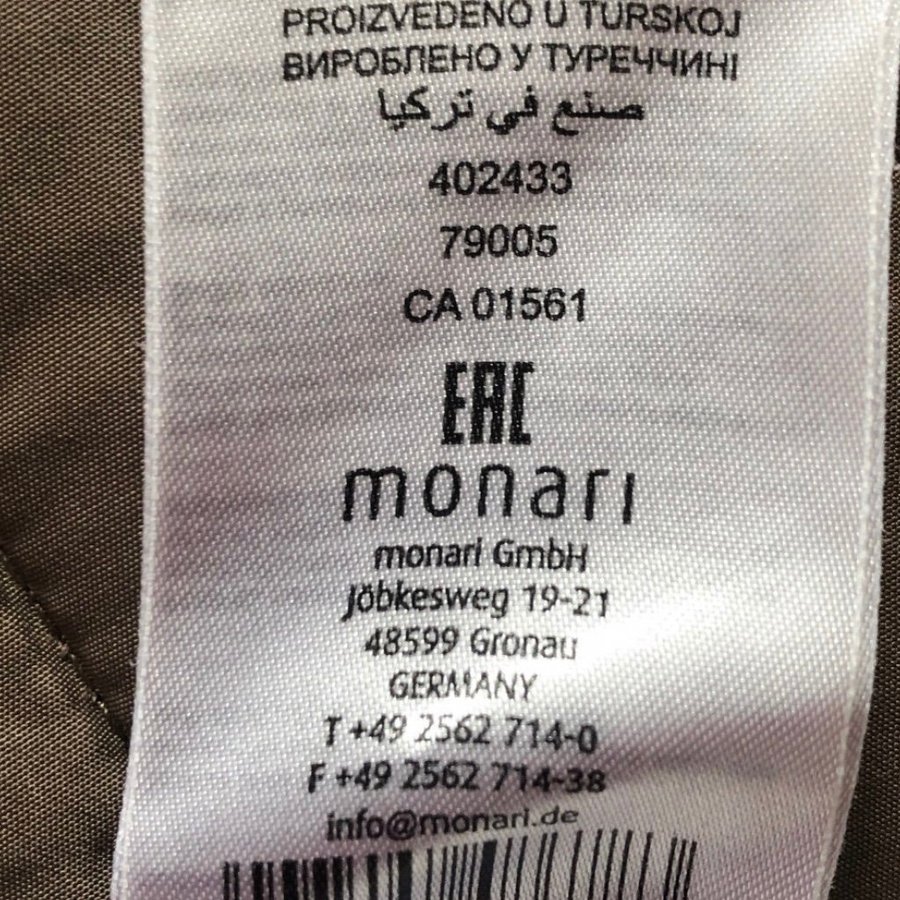 PROIZVEDENO U TURSKOJ
ВИРОБЛЕНО У ТУРЕЧЧИНІ
صنع في تركيا
402433
79005
CA 01561
EAC
monari
monari GmbH
Jöbkesweg 19-21
48599 Gronau
GERMANY
T +49 2562 714-0
F +49 2562 714-38
info@monari.de